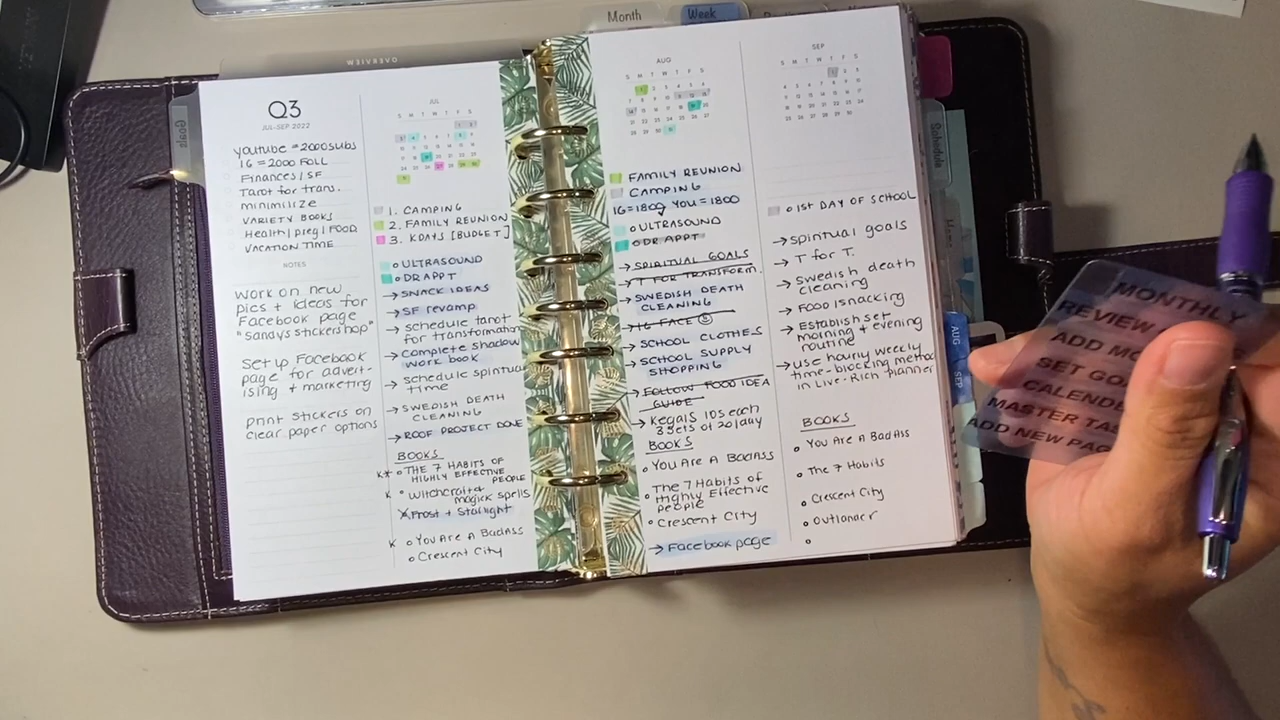 Month
Week
OVERVIEW
Goals
Q3
JUL-SEP 2022
youtube = 2000 subs
IG = 2000 FOLL
Finances / SF
Tarot for trans.
minimilize
VARIETY BOOKS
Health / preg / FOOD
VACATION TIME
NOTES
work on new
pics + ideas for
Facebook page
"Sandysstickershop"
Set up Facebook
page for advert-
ising + marketing
print stickers on
clear paper options
JUL
S M T W T F S
1. CAMPING
2. FAMILY REUNION
3. KDAYS [BUDGET]
ULTRASOUND
DR APPT
→ SNACK IDEAS
→ SF revamp
→ schedule tarot
for transformation
→ Complete shadow
work book
→ schedule spiritual
time
→ SWEDISH DEATH
CLEANING
→ ROOF PROJECT DONE
BOOKS
THE 7 HABITS OF
HIGHLY EFFECTIVE
PEOPLE
K
magick spells
Frost + Starlight
K You Are A Badass
Crescent City
AUG
S M T W T F S
FAMILY REUNION
CAMPING
IG = 1800 YOU = 1800
ULTRASOUND
DR. APPT
→ SPIRITUAL GOALS
→ T FOR TRANSFORM.
→ SWEDISH DEATH
CLEANING
→ IG FACE
→ SCHOOL CLOTHES
→ SCHOOL SUPPLY
SHOPPING
→ FOLLOW FOOD IDEA
GUIDE
→ Kegals 10s each
3 sets of 20/day
BOOKS
You Are A Badass
The 7 Habits of
Highly Effective
people
Crescent City
→ Facebook page
SEP
S M T W T F S
1ST DAY OF SCHOOL
→ spiritual goals
→ T for T.
→ Swedish death
cleaning
→ Food / snacking
→ Establish set
morning + evening
routine
→ use hourly weekly
time-blocking method
in Live-Rich planner
BOOKS
You Are A Badass
The 7 Habits
Crescent City
Outlander
Schedule
AUG
SEP
MONTHLY
REVIEW
ADD
SET
MASTER
ADD NEW